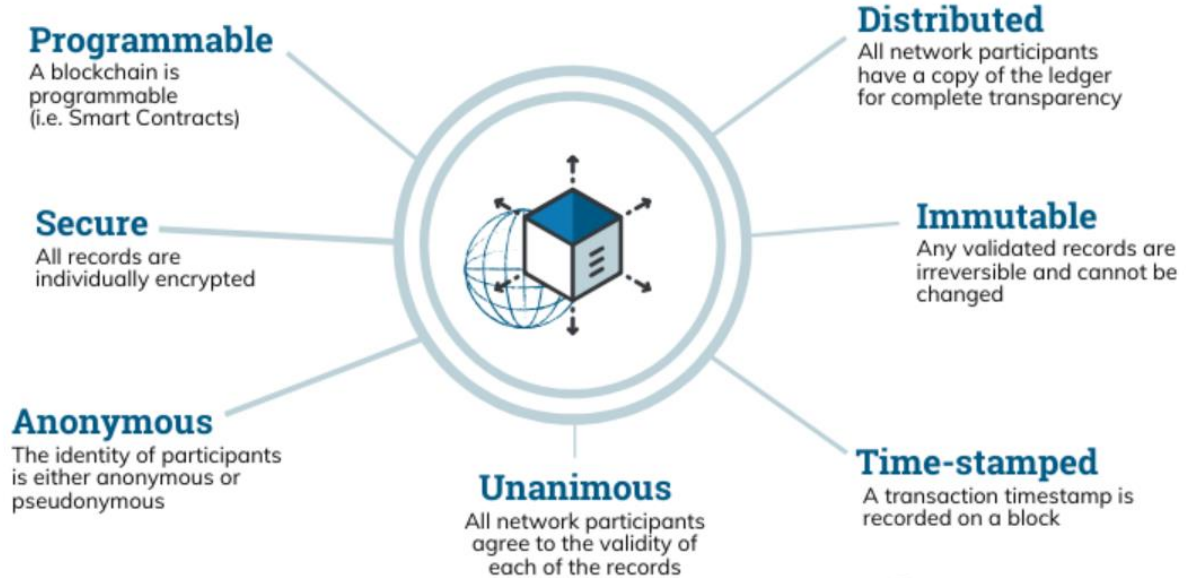 Programmable
A blockchain is
programmable
(i.e. Smart Contracts)
Secure
All records are
individually encrypted
Anonymous
The identity of participants
is either anonymous or
pseudonymous
Unanimous
All network participants
agree to the validity of
each of the records
Distributed
All network participants
have a copy of the ledger
for complete transparency
Immutable
Any validated records are
irreversible and cannot be
changed
Time-stamped
A transaction timestamp is
recorded on a block